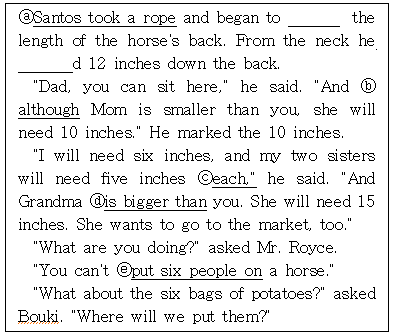 ⓐSantos took a rope and began to ______ the
length of the horse's back. From the neck he
______d 12 inches down the back.
"Dad, you can sit here," he said. "And ⓑ
although Mom is smaller than you, she will
need 10 inches." He marked the 10 inches.
"I will need six inches, and my two sisters
will need five inches ⓒeach," he said. "And
Grandma ⓓis bigger than you. She will need 15
inches. She wants to go to the market, too."
"What are you doing?" asked Mr. Royce.
"You can't ⓔput six people on a horse."
"What about the six bags of potatoes?" asked
Bouki. "Where will we put them?"